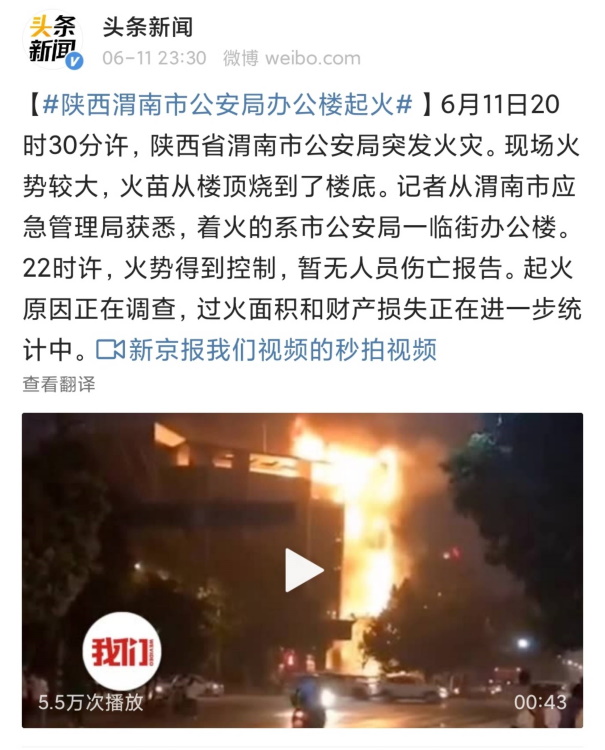 头条
新闻
头条新闻
06-11 23:30 微博 weibo.com
【#陕西渭南市公安局办公楼起火# 】6月11日20
时30分许，陕西省渭南市公安局突发火灾。现场火
势较大，火苗从楼顶烧到了楼底。记者从渭南市应
急管理局获悉，着火的系市公安局一临街办公楼。
22时许，火势得到控制，暂无人员伤亡报告。起火
原因正在调查，过火面积和财产损失正在进一步统
计中。新京报我们视频的秒拍视频
查看翻译
我们
5.5万次播放
00:43